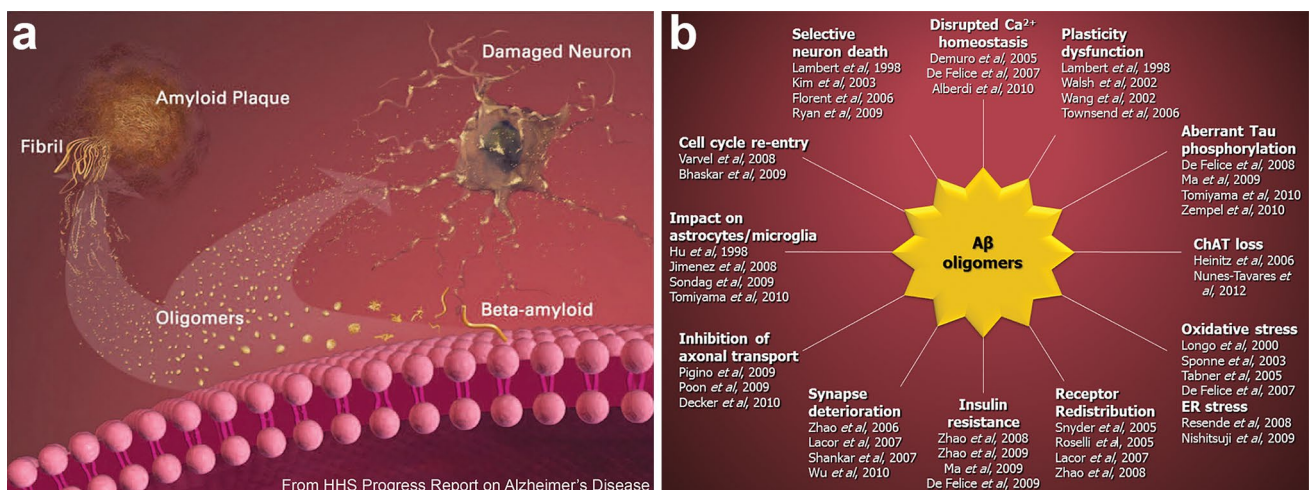 a
Damaged Neuron
Amyloid Plaque
Fibril
Oligomers
Beta-amyloid
From HHS Progress Report on Alzheimer's Disease
b
Selective
neuron death
Lambert et al, 1998
Kim et al, 2003
Florent et al, 2006
Ryan et al, 2009
Disrupted Ca²⁺
homeostasis
Demuro et al, 2005
De Felice et al, 2007
Alberdi et al, 2010
Plasticity
dysfunction
Lambert et al, 1998
Walsh et al, 2002
Wang et al, 2002
Townsend et al, 2006
Cell cycle re-entry
Varvel et al, 2008
Bhaskar et al, 2009
Aberrant Tau
phosphorylation
De Felice et al, 2008
Ma et al, 2009
Tomiyama et al, 2010
Zempel et al, 2010
Impact on
astrocytes/microglia
Hu et al, 1998
Jimenez et al, 2008
Sondag et al, 2009
Tomiyama et al, 2010
Aβ
oligomers
ChAT loss
Heinitz et al, 2006
Nunes-Tavares et
al, 2012
Inhibition of
axonal transport
Pigino et al, 2009
Poon et al, 2009
Decker et al, 2010
Oxidative stress
Longo et al, 2000
Sponne et al, 2003
Tabner et al, 2005
De Felice et al, 2007
ER stress
Resende et al, 2008
Nishitsuji et al, 2009
Synapse
deterioration
Zhao et al, 2006
Lacor et al, 2007
Shankar et al, 2007
Wu et al, 2010
Insulin
resistance
Zhao et al, 2008
Zhao et al, 2009
Ma et al, 2009
De Felice et al, 2009
Receptor
Redistribution
Snyder et al, 2005
Roselli et al, 2005
Lacor et al, 2007
Zhao et al, 2008